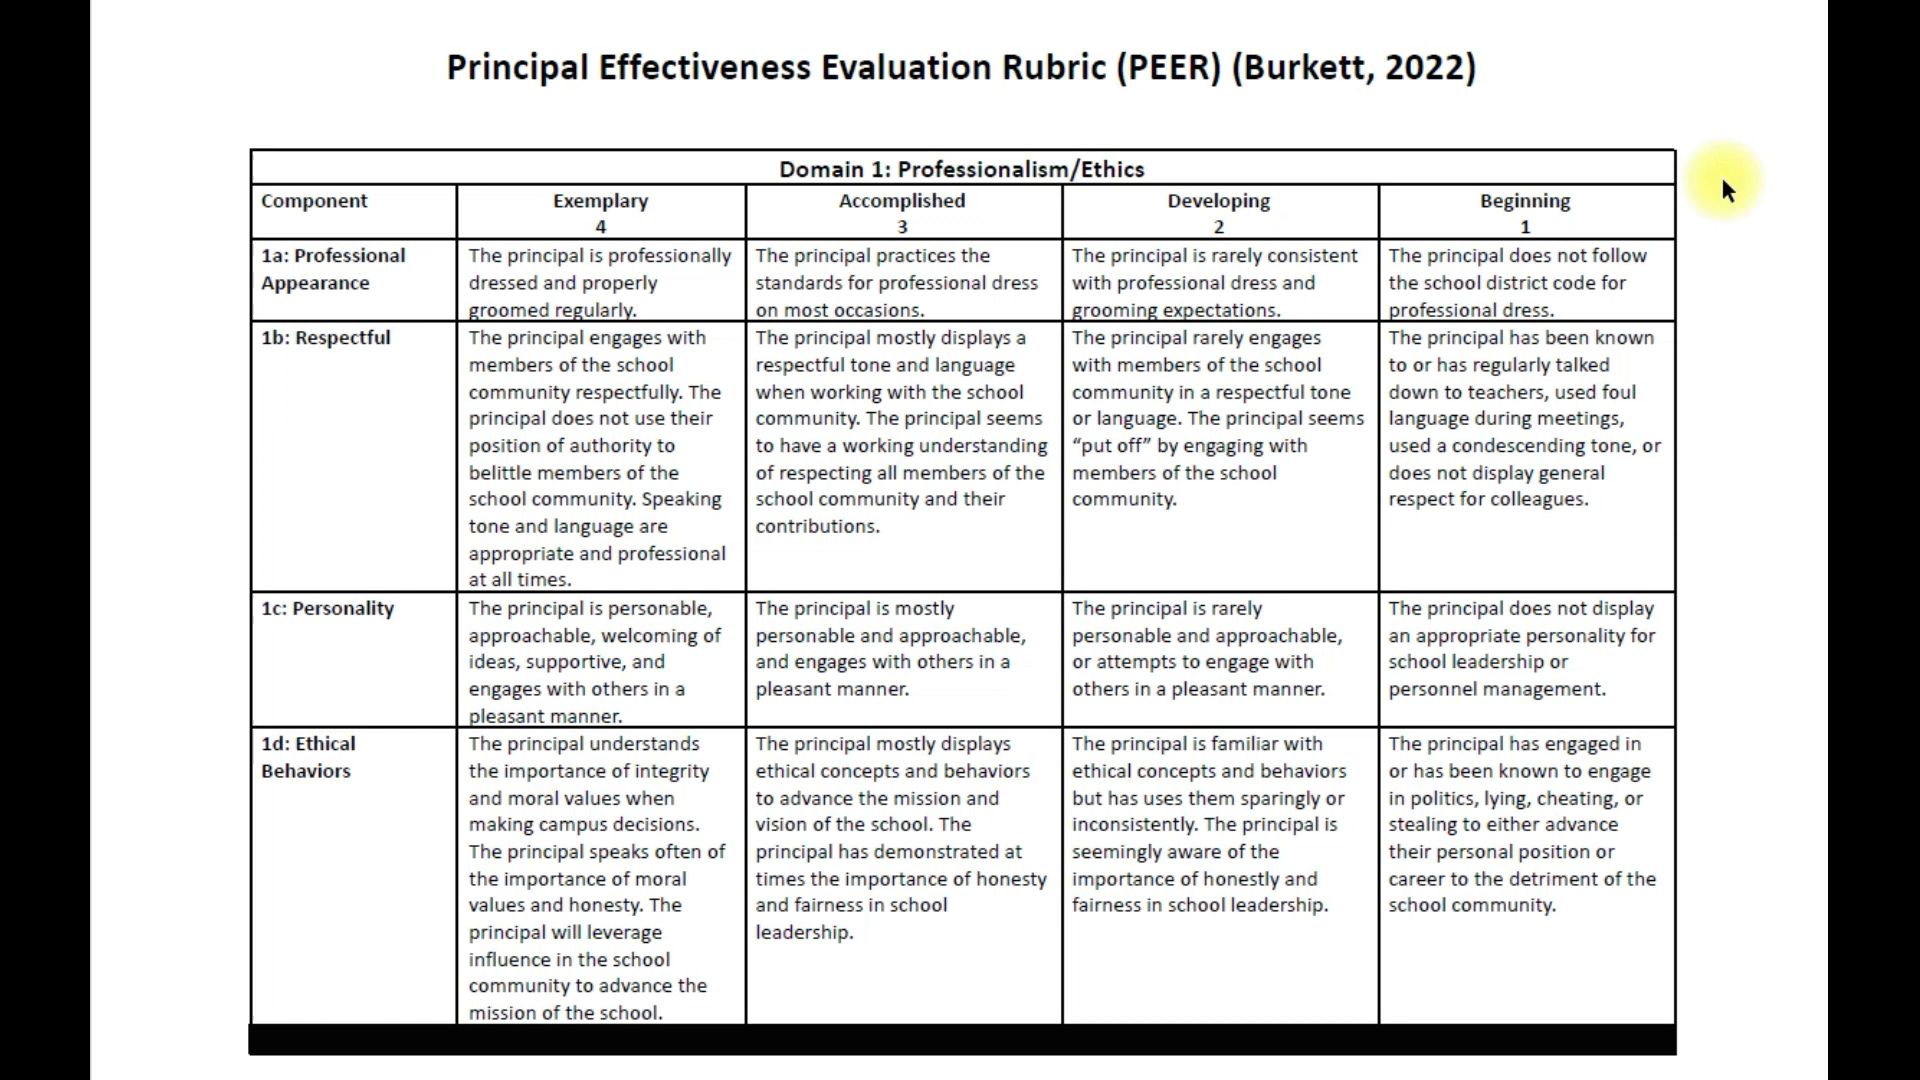 Principal Effectiveness Evaluation Rubric (PEER) (Burkett, 2022)
Domain 1: Professionalism/Ethics
Component
Exemplary
4
Accomplished
3
Developing
2
Beginning
1
1a: Professional
Appearance
The principal is professionally
dressed and properly
groomed regularly.
The principal practices the
standards for professional dress
on most occasions.
The principal is rarely consistent
with professional dress and
grooming expectations.
The principal does not follow
the school district code for
professional dress.
1b: Respectful
The principal engages with
members of the school
community respectfully. The
principal does not use their
position of authority to
belittle members of the
school community. Speaking
tone and language are
appropriate and professional
at all times.
The principal mostly displays a
respectful tone and language
when working with the school
community. The principal seems
to have a working understanding
of respecting all members of the
school community and their
contributions.
The principal rarely engages
with members of the school
community in a respectful tone
or language. The principal seems
“put off” by engaging with
members of the school
community.
The principal has been known
to or has regularly talked
down to teachers, used foul
language during meetings,
used a condescending tone, or
does not display general
respect for colleagues.
1c: Personality
The principal is personable,
approachable, welcoming of
ideas, supportive, and
engages with others in a
pleasant manner.
The principal is mostly
personable and approachable,
and engages with others in a
pleasant manner.
The principal is rarely
personable and approachable,
or attempts to engage with
others in a pleasant manner.
The principal does not display
an appropriate personality for
school leadership or
personnel management.
1d: Ethical
Behaviors
The principal understands
the importance of integrity
and moral values when
making campus decisions.
The principal speaks often of
the importance of moral
values and honesty. The
principal will leverage
influence in the school
community to advance the
mission of the school.
The principal mostly displays
ethical concepts and behaviors
to advance the mission and
vision of the school. The
principal has demonstrated at
times the importance of honesty
and fairness in school
leadership.
The principal is familiar with
ethical concepts and behaviors
but has uses them sparingly or
inconsistently. The principal is
seemingly aware of the
importance of honestly and
fairness in school leadership.
The principal has engaged in
or has been known to engage
in politics, lying, cheating, or
stealing to either advance
their personal position or
career to the detriment of the
school community.